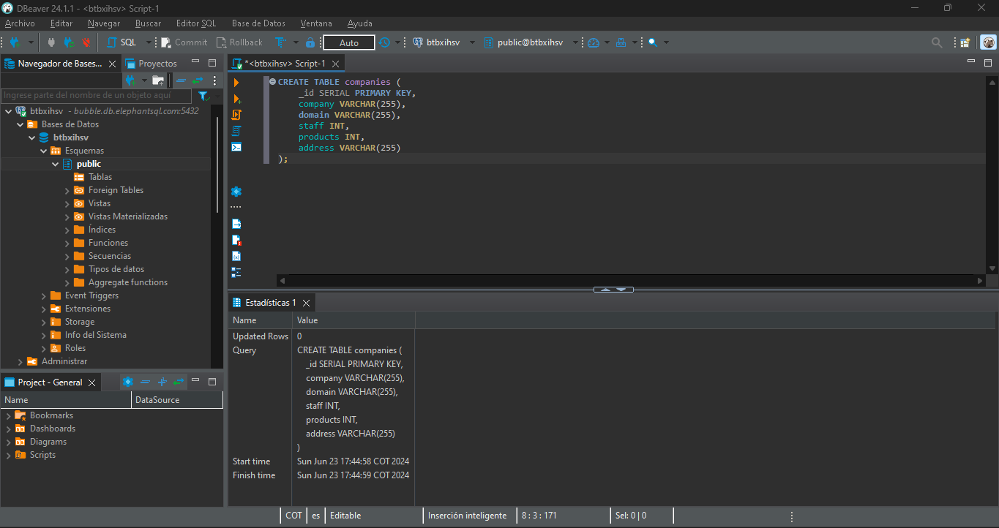 DBeaver 24.1.1 - <btbxihsv> Script-1
Archivo Editar Navegar Buscar Editor SQL Base de Datos Ventana Ayuda
SQL Commit Rollback Auto btbxihsv public@btbxihsv
Navegador de Bases... Proyectos
Ingrese parte del nombre de un objeto aquí
btbxihsv - bubble.db.elephantsql.com:5432
Bases de Datos
btbxihsv
Esquemas
public
Tablas
Foreign Tables
Vistas
Vistas Materializadas
Índices
Funciones
Secuencias
Tipos de datos
Aggregate functions
Event Triggers
Extensiones
Storage
Info del Sistema
Roles
Administrar
Project - General
Name DataSource
Bookmarks
Dashboards
Diagrams
Scripts
*<btbxihsv> Script-1
CREATE TABLE companies (
_id SERIAL PRIMARY KEY,
company VARCHAR(255),
domain VARCHAR(255),
staff INT,
products INT,
address VARCHAR(255)
);
Estadísticas 1
Name Value
Updated Rows 0
Query CREATE TABLE companies (
_id SERIAL PRIMARY KEY,
company VARCHAR(255),
domain VARCHAR(255),
staff INT,
products INT,
address VARCHAR(255)
)
Start time Sun Jun 23 17:44:58 COT 2024
Finish time Sun Jun 23 17:44:59 COT 2024
COT es Editable Inserción inteligente 8 : 3 : 171 Sel: 0 | 0